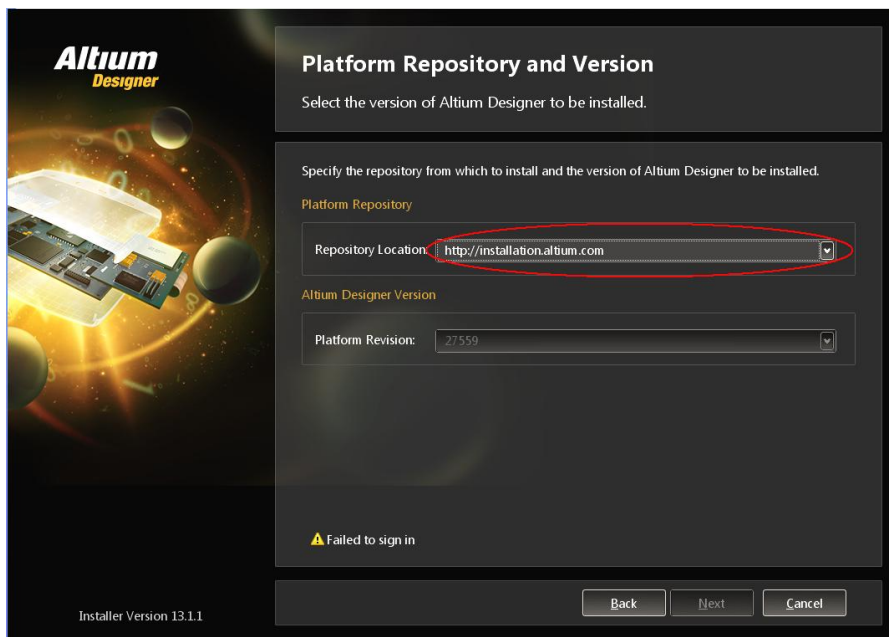 Altıum
Designer
Platform Repository and Version
Select the version of Altium Designer to be installed.
Specify the repository from which to install and the version of Altium Designer to be installed.
Platform Repository
Repository Location: http://installation.altium.com
Altium Designer Version
Platform Revision: 27559
Failed to sign in
Back Next Cancel
Installer Version 13.1.1